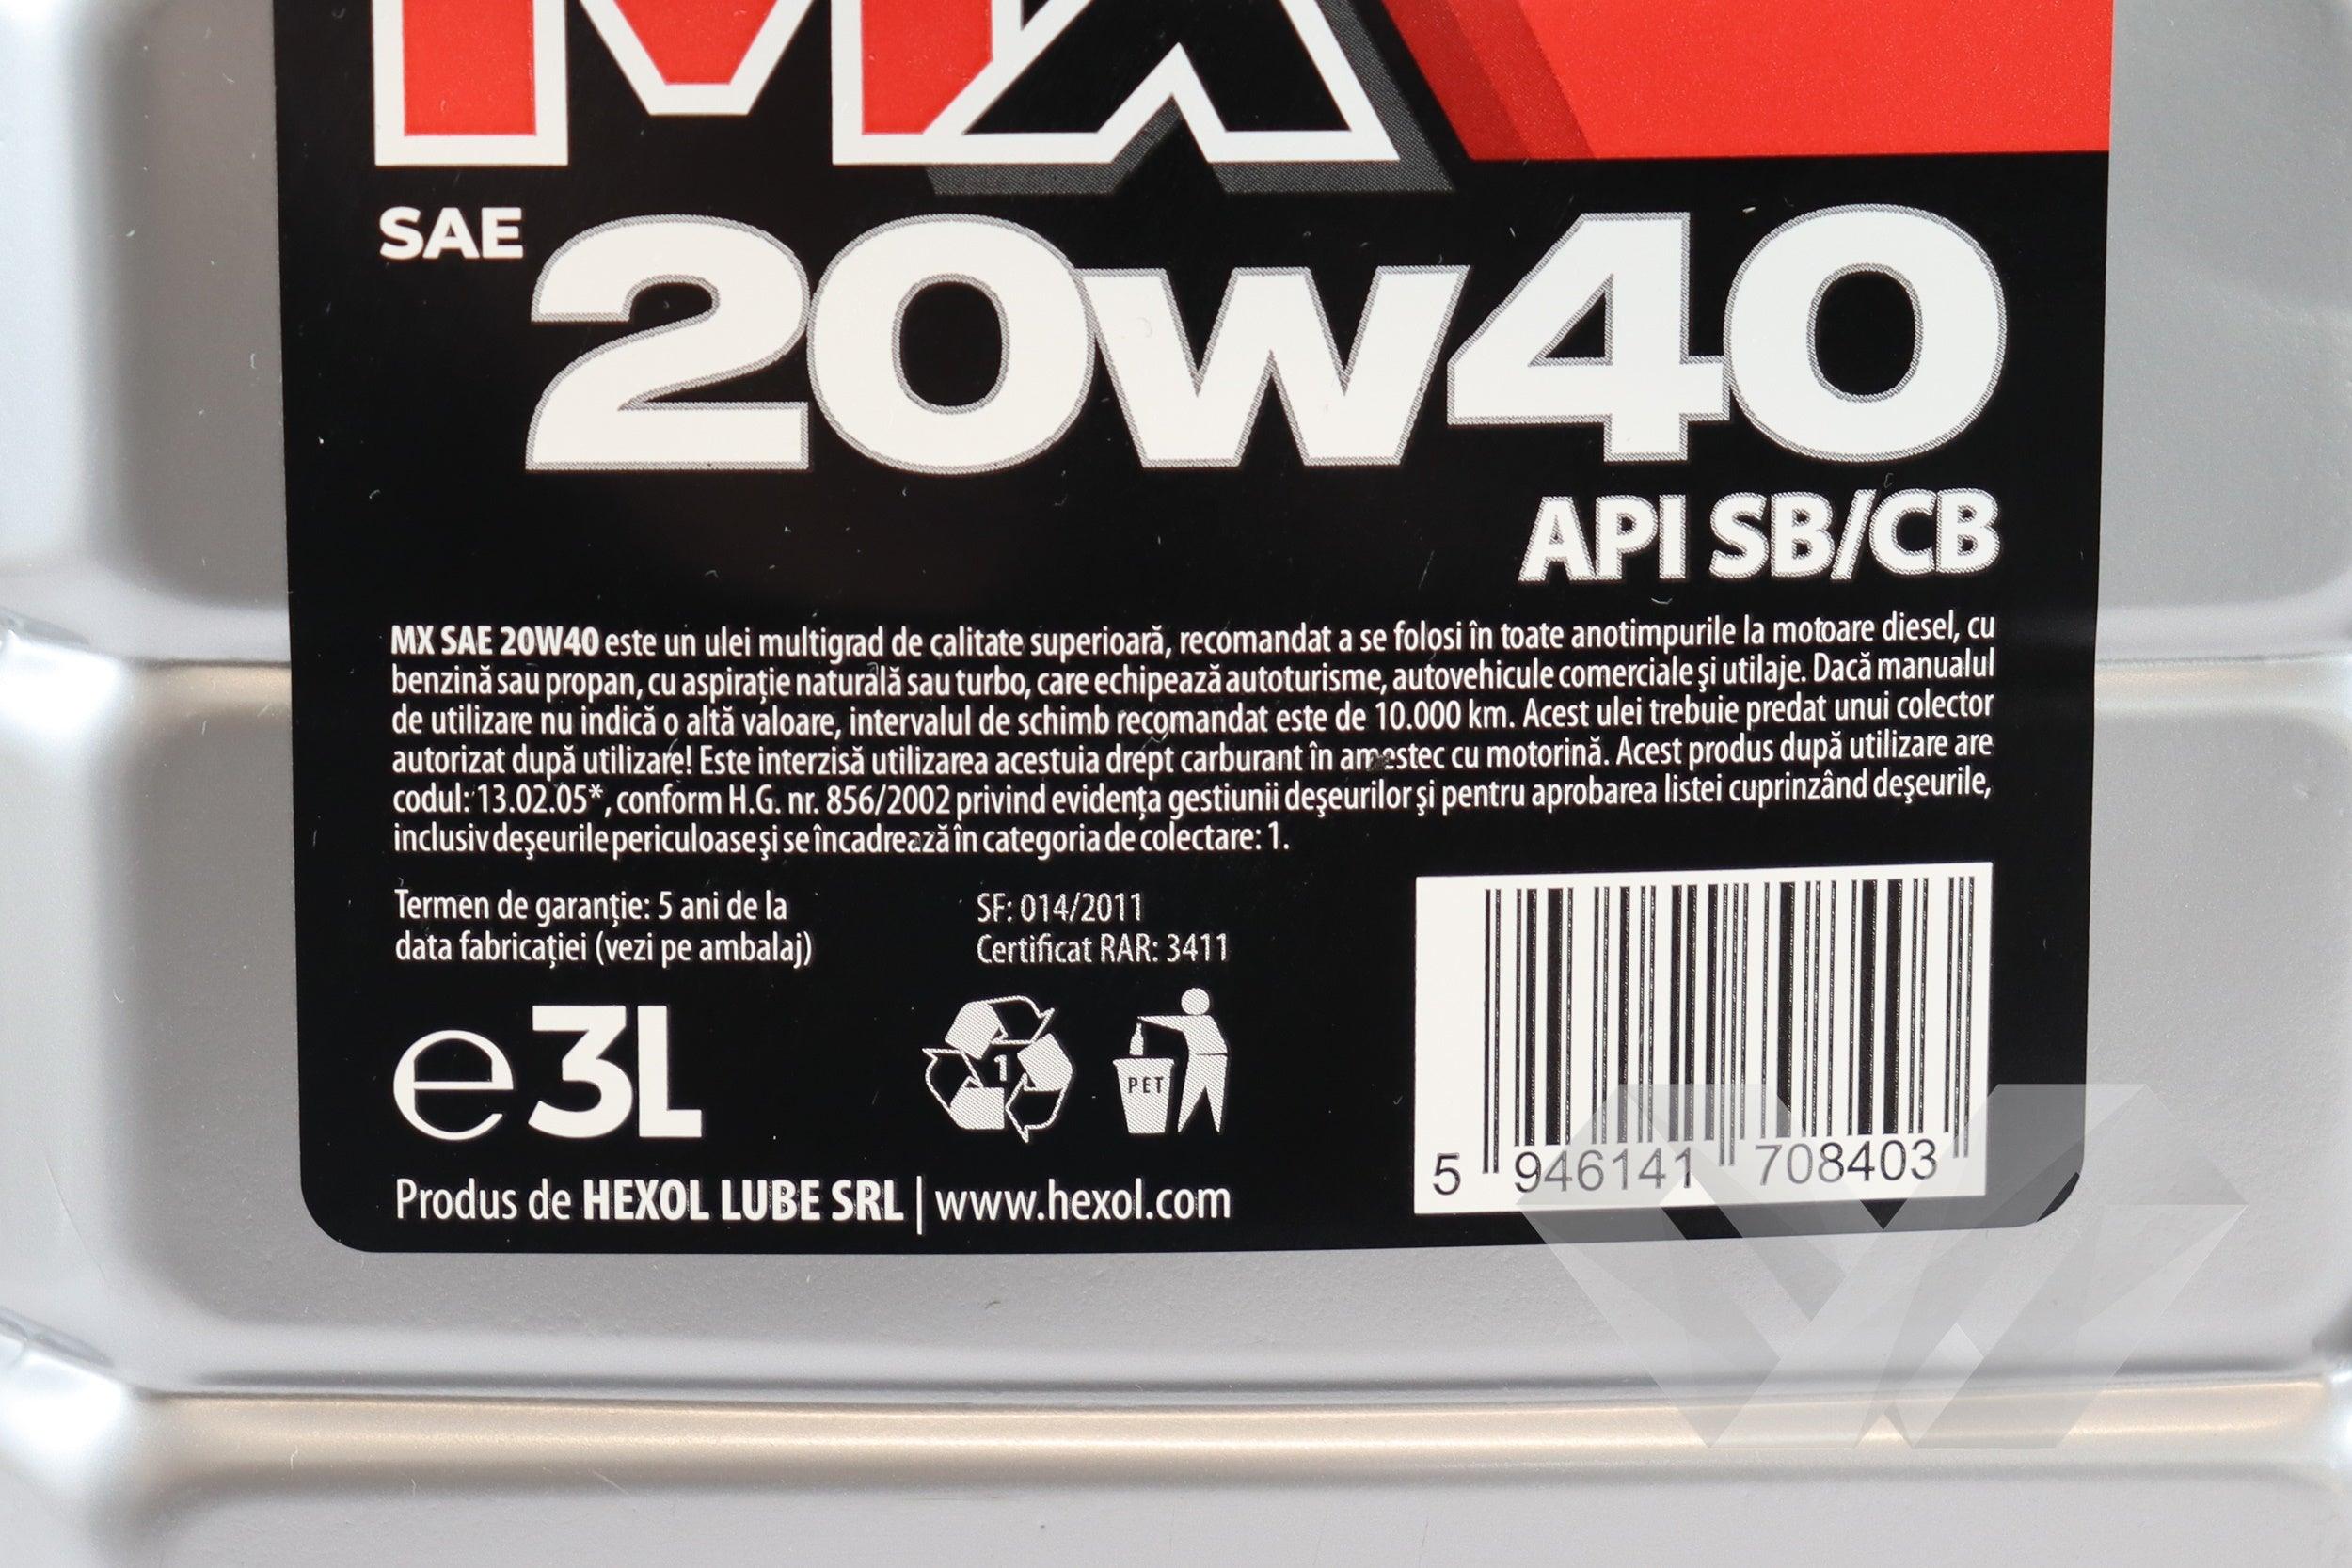 MX
SAE
20W40
API SB/CB
MX SAE 20W40 este un ulei multigrad de calitate superioară, recomandat a se folosi în toate anotimpurile la motoare diesel, cu
benzină sau propan, cu aspirație naturală sau turbo, care echipează autoturisme, autovehicule comerciale și utilaje. Dacă manualul
de utilizare nu indică o altă valoare, intervalul de schimb recomandat este de 10.000 km. Acest ulei trebuie predat unui colector
autorizat după utilizare! Este interzisă utilizarea acestuia drept carburant în amestec cu motorină. Acest produs după utilizare are
codul: 13.02.05*, conform H.G. nr. 856/2002 privind evidența gestiunii deşeurilor şi pentru aprobarea listei cuprinzând deşeurile,
inclusiv deşeurile periculoase şi se încadrează în categoria de colectare: 1.
Termen de garanție: 5 ani de la
data fabricației (vezi pe ambalaj)
SF: 014/2011
Certificat RAR: 3411
e 3L
1
PET
5 946141 708403
Produs de HEXOL LUBE SRL | www.hexol.com